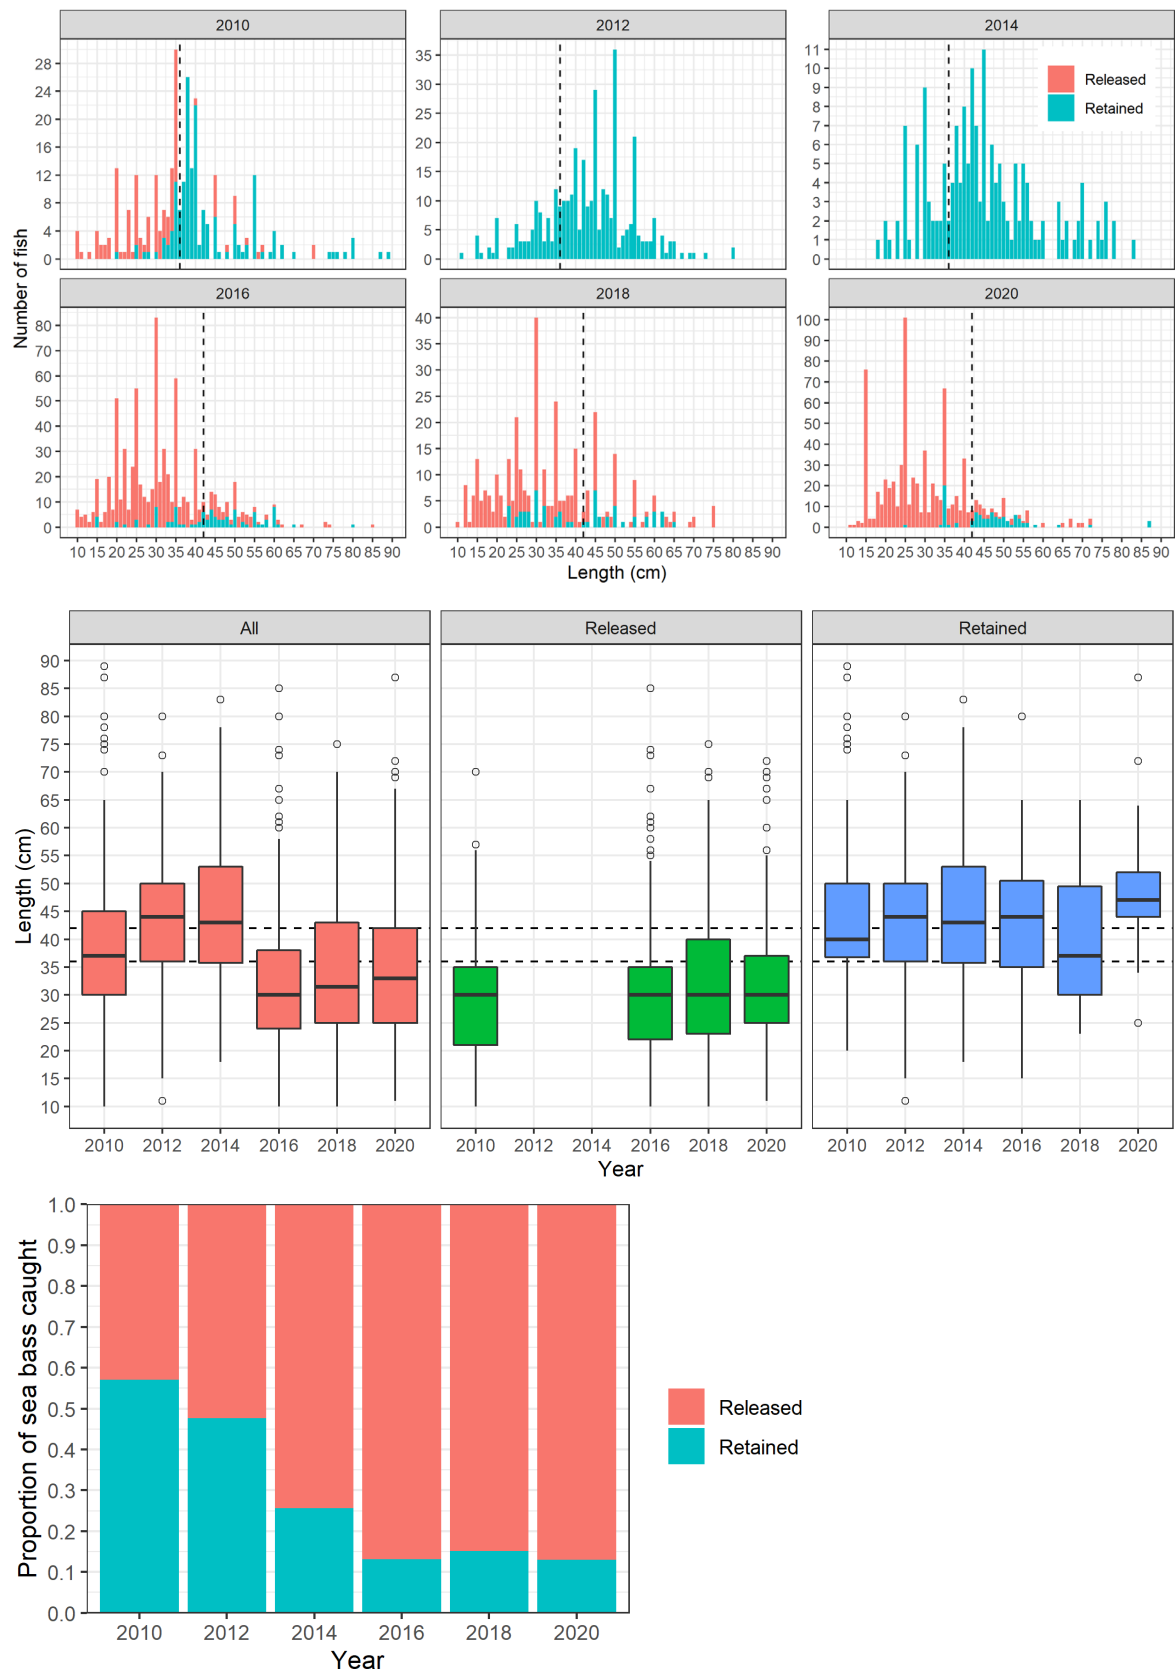 2010 2012 2014
Number of fish
0 4 8 12 16 20 24 28
0 5 10 15 20 25 30 35
0 1 2 3 4 5 6 7 8 9 10 11
Released
Retained
2016 2018 2020
0 10 20 30 40 50 60 70 80
0 5 10 15 20 25 30 35 40
0 10 20 30 40 50 60 70 80 90 100
10 15 20 25 30 35 40 45 50 55 60 65 70 75 80 85 90
10 15 20 25 30 35 40 45 50 55 60 65 70 75 80 85 90
10 15 20 25 30 35 40 45 50 55 60 65 70 75 80 85 90
Length (cm)
All Released Retained
Length (cm)
90
85
80
75
70
65
60
55
50
45
40
35
30
25
20
15
10
2010 2012 2014 2016 2018 2020
2010 2012 2014 2016 2018 2020
2010 2012 2014 2016 2018 2020
Year
Proportion of sea bass caught
1.0
0.9
0.8
0.7
0.6
0.5
0.4
0.3
0.2
0.1
0.0
Released
Retained
2010 2012 2014 2016 2018 2020
Year